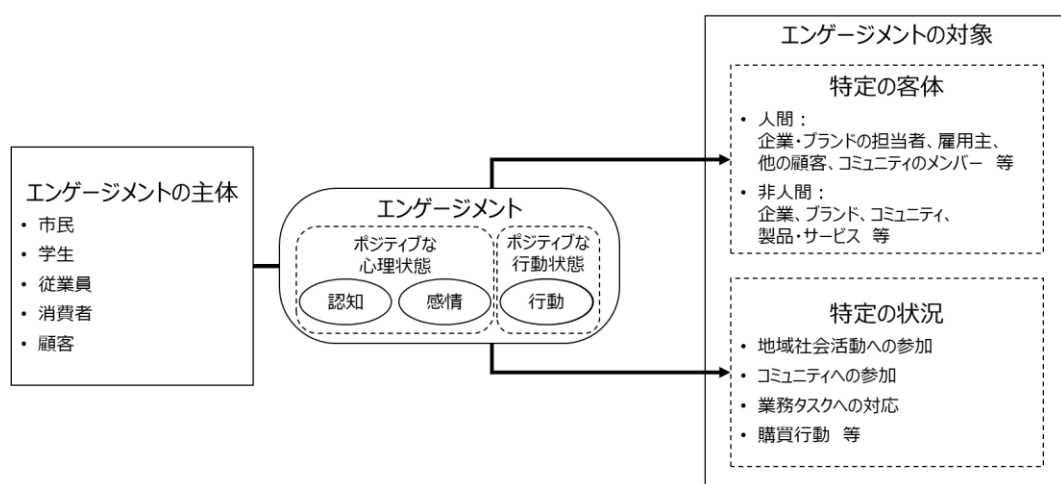 エンゲージメントの主体
• 市民
• 学生
• 従業員
• 消費者
• 顧客
エンゲージメント
ポジティブな
心理状態
認知
感情
ポジティブな
行動状態
行動
エンゲージメントの対象
特定の客体
• 人間：
企業・ブランドの担当者、雇用主、
他の顧客、コミュニティのメンバー 等
• 非人間：
企業、ブランド、コミュニティ、
製品・サービス 等
特定の状況
• 地域社会活動への参加
• コミュニティへの参加
• 業務タスクへの対応
• 購買行動 等